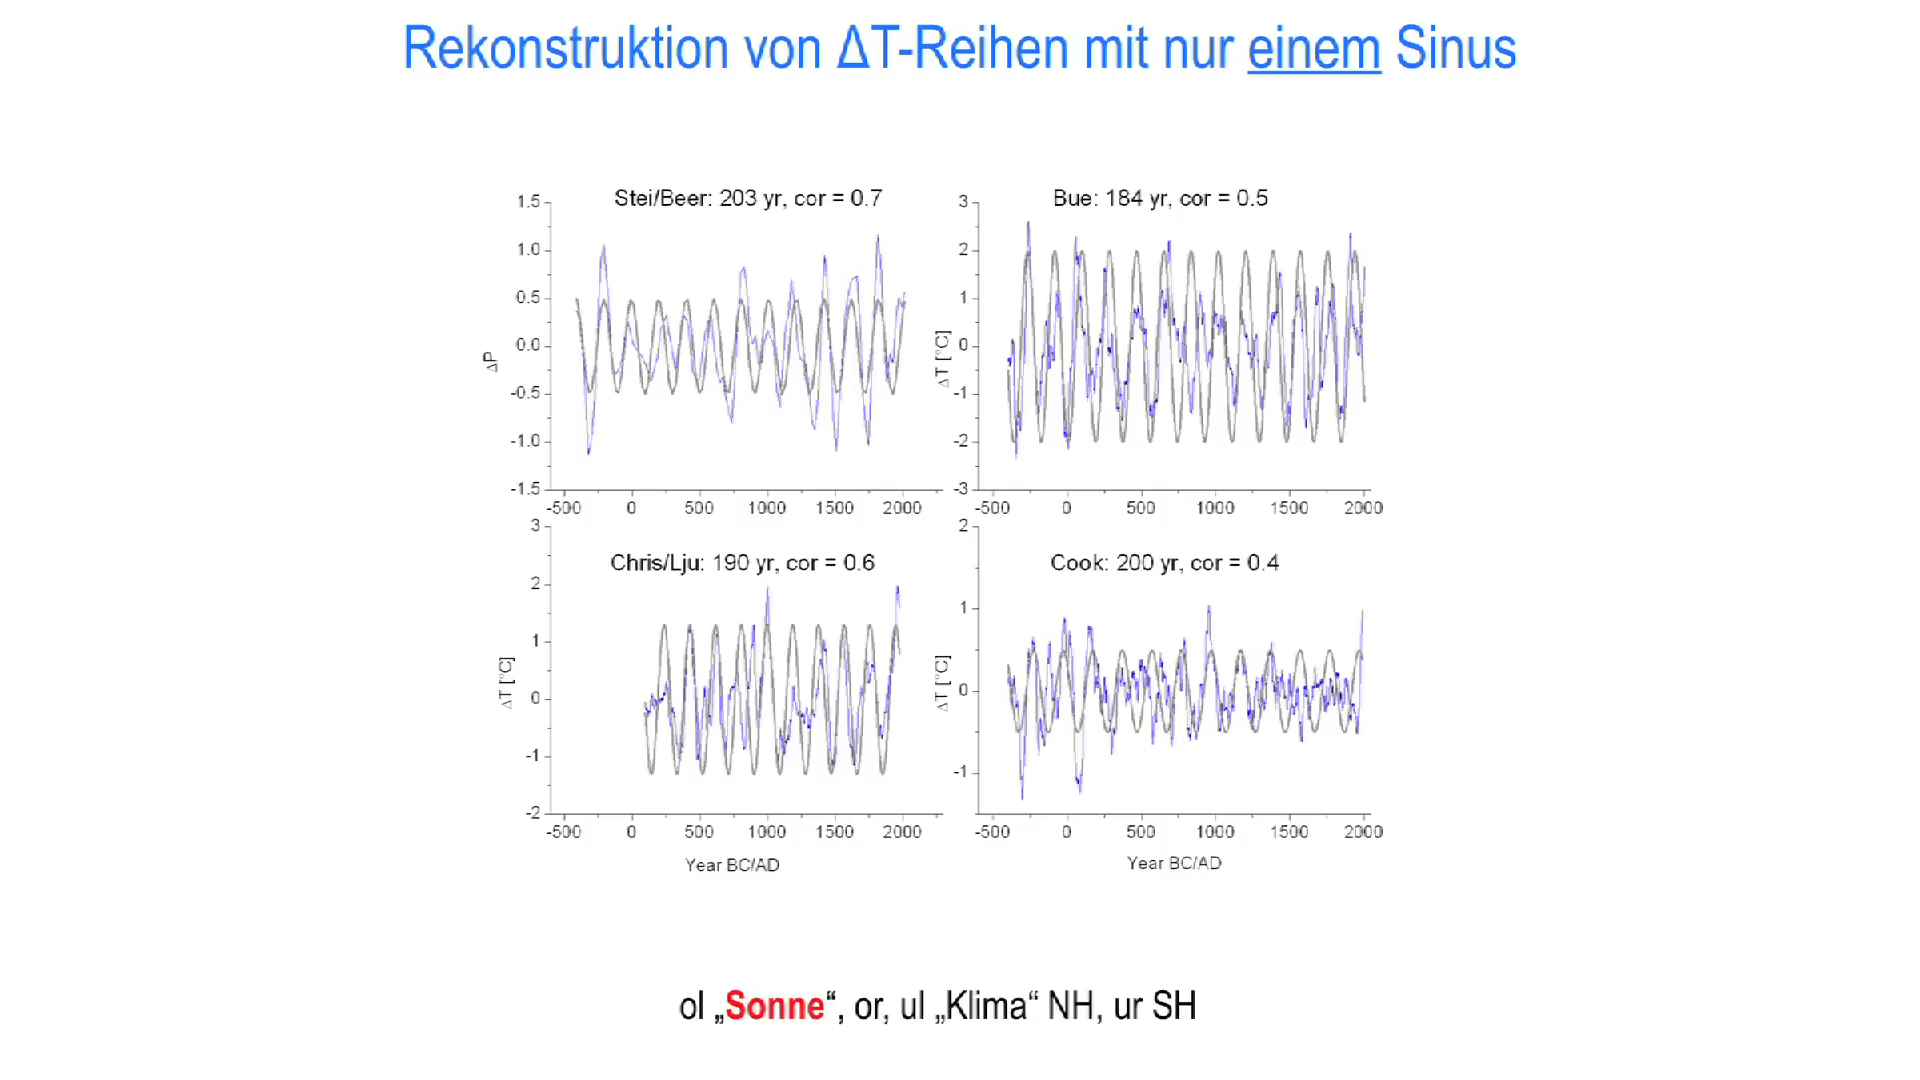 Rekonstruktion von ΔT-Reihen mit nur einem Sinus
Stei/Beer: 203 yr, cor = 0.7
1.5
1.0
0.5
0.0
-0.5
-1.0
-1.5
ΔP
-500 0 500 1000 1500 2000
Bue: 184 yr, cor = 0.5
3
2
1
0
-1
-2
-3
ΔT [°C]
-500 0 500 1000 1500 2000
Chris/Lju: 190 yr, cor = 0.6
3
2
1
0
-1
-2
ΔT [°C]
-500 0 500 1000 1500 2000
Year BC/AD
Cook: 200 yr, cor = 0.4
2
1
0
-1
ΔT [°C]
-500 0 500 1000 1500 2000
Year BC/AD
ol „Sonne“, or, ul „Klima“ NH, ur SH